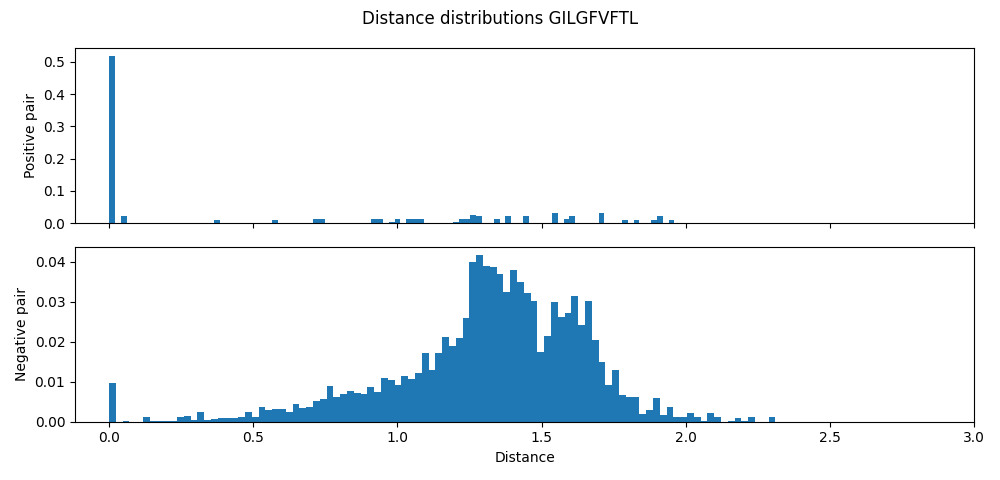 Distance distributions GILGFVFTL
Positive pair
0.5
0.4
0.3
0.2
0.1
0.0
Negative pair
0.04
0.03
0.02
0.01
0.00
0.0 0.5 1.0 1.5 2.0 2.5 3.0
Distance